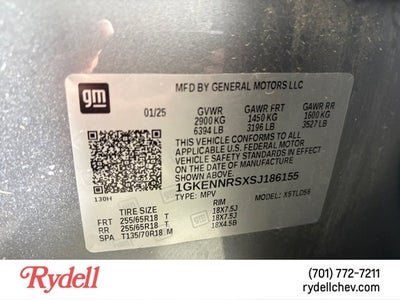 gm
MFD BY GENERAL MOTORS LLC
01/25 GVWR GAWR FRT GAWR RR
2900 KG 1450 KG 1600 KG
6394 LB 3196 LB 3527 LB
THIS VEHICLE CONFORMS TO ALL
APPLICABLE U.S. FEDERAL MOTOR
VEHICLE SAFETY STANDARDS IN EFFECT
ON THE DATE OF MANUFACTURE
SHOWN ABOVE.
1GKENNRSXSJ186155
130H
TYPE: MPV MODEL: X5TLD56
TIRE SIZE RIM
FRT 255/65R18 T 18X7.5J
RR 255/65R18 T 18X7.5J
SPA T135/70R18 M 18X4.5B
Rydell
(701) 772-7211
rydellchev.com